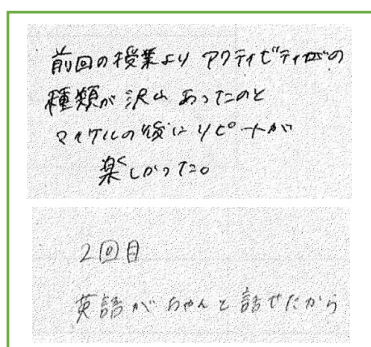 前回の授業より アクティビティの
種類が沢山あったのと
マイケルの後にリピートが
楽しかった。
2回目
英語がちゃんと話せたから